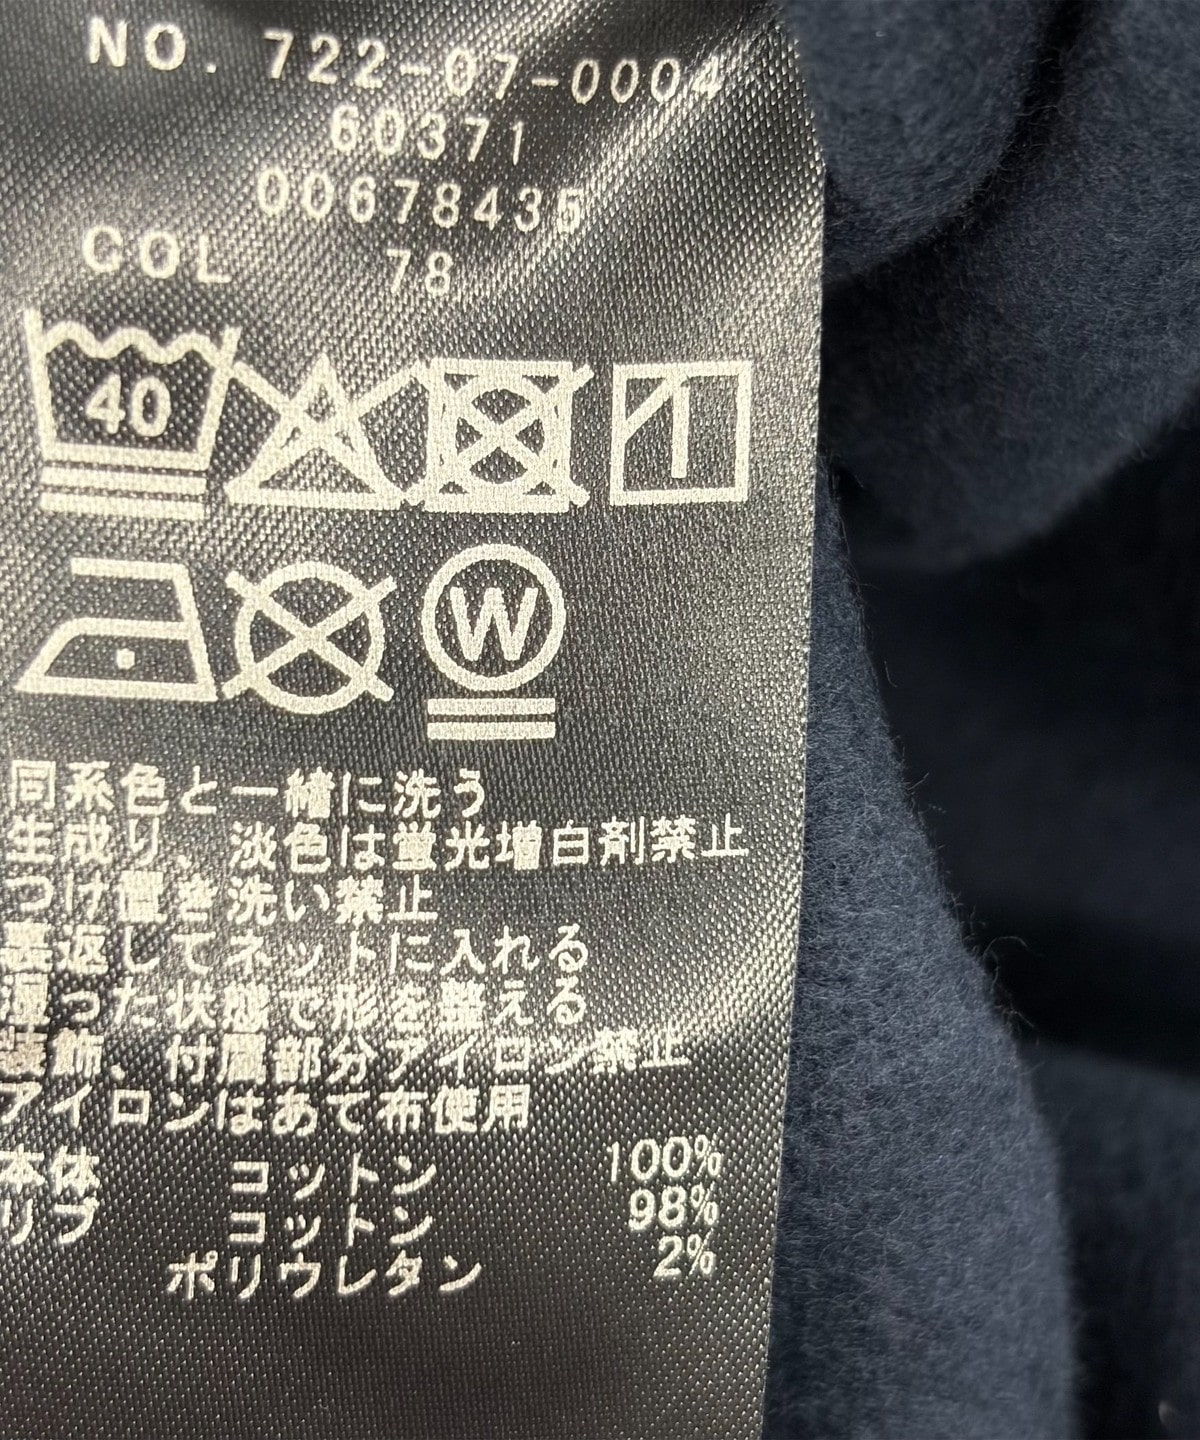 NO. 722-07-0004
60371
00678435
COL 78
40
W
同系色と一緒に洗う
生成り、淡色は蛍光増白剤禁止
つけ置き洗い禁止
裏返してネットに入れる
湿った状態で形を整える
装飾、付属部分アイロン禁止
アイロンはあて布使用
本体 コットン 100%
リブ コットン 98%
ポリウレタン 2%